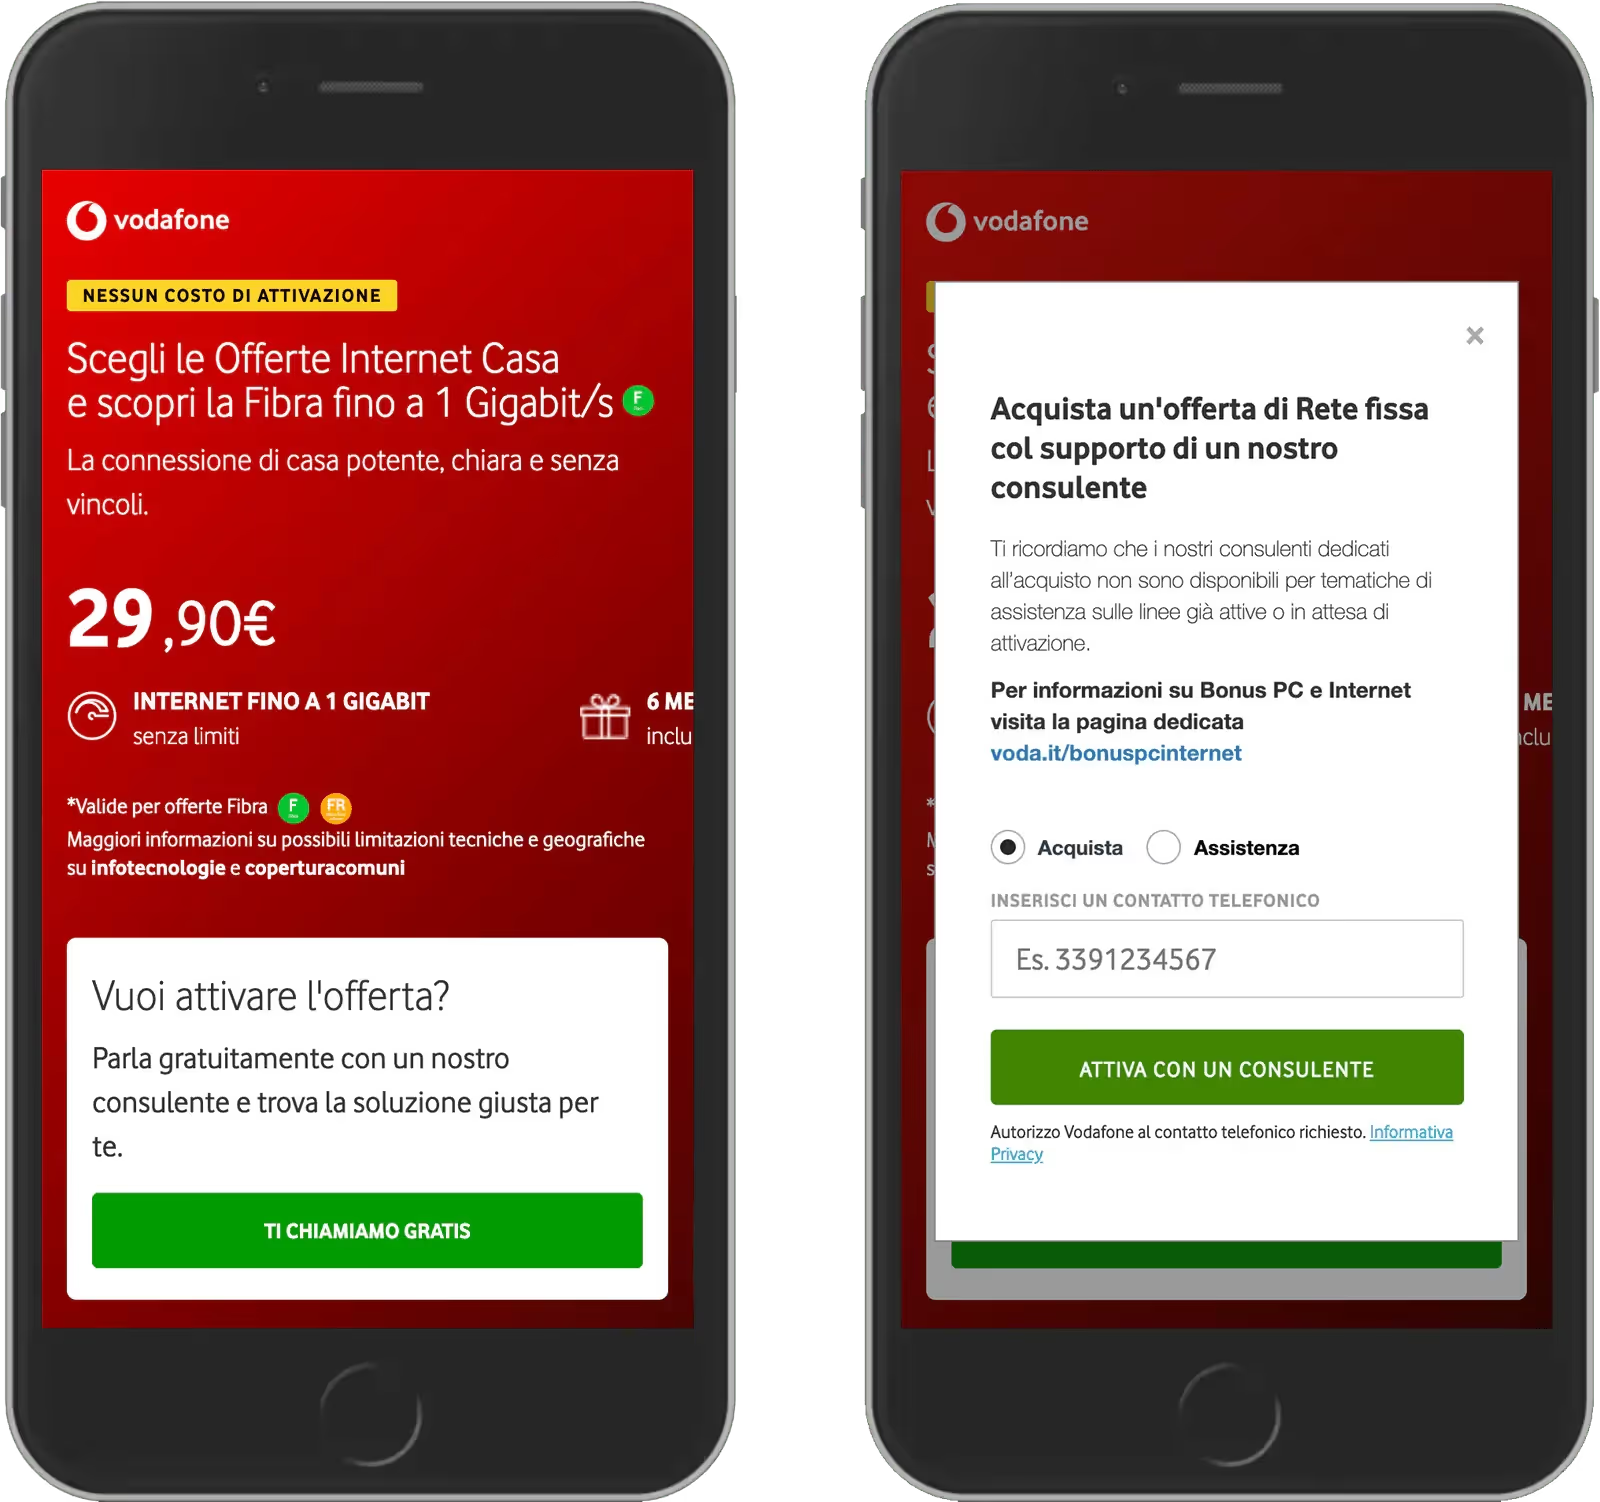 vodafone
NESSUN COSTO DI ATTIVAZIONE
Scegli le Offerte Internet Casa
e scopri la Fibra fino a 1 Gigabit/s F
La connessione di casa potente, chiara e senza
vincoli.
29,90€
INTERNET FINO A 1 GIGABIT
senza limiti
6 ME
inclu
*Valide per offerte Fibra F FR
Maggiori informazioni su possibili limitazioni tecniche e geografiche
su infotecnologie e coperturacomuni
Vuoi attivare l'offerta?
Parla gratuitamente con un nostro
consulente e trova la soluzione giusta per
te.
TI CHIAMIAMO GRATIS
vodafone
×
Acquista un'offerta di Rete fissa
col supporto di un nostro
consulente
Ti ricordiamo che i nostri consulenti dedicati
all'acquisto non sono disponibili per tematiche di
assistenza sulle linee già attive o in attesa di
attivazione.
Per informazioni su Bonus PC e Internet
visita la pagina dedicata
voda.it/bonuspcinternet
Acquista Assistenza
INSERISCI UN CONTATTO TELEFONICO
Es. 3391234567
ATTIVA CON UN CONSULENTE
Autorizzo Vodafone al contatto telefonico richiesto. Informativa
Privacy